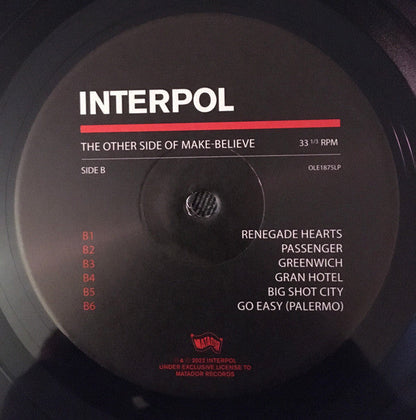 INTERPOL
THE OTHER SIDE OF MAKE-BELIEVE 33 1/3 RPM
SIDE B OLE1875LP
B1 RENEGADE HEARTS
B2 PASSENGER
B3 GREENWICH
B4 GRAN HOTEL
B5 BIG SHOT CITY
B6 GO EASY (PALERMO)
MATADOR
℗ & © 2022 INTERPOL
UNDER EXCLUSIVE LICENSE TO
MATADOR RECORDS